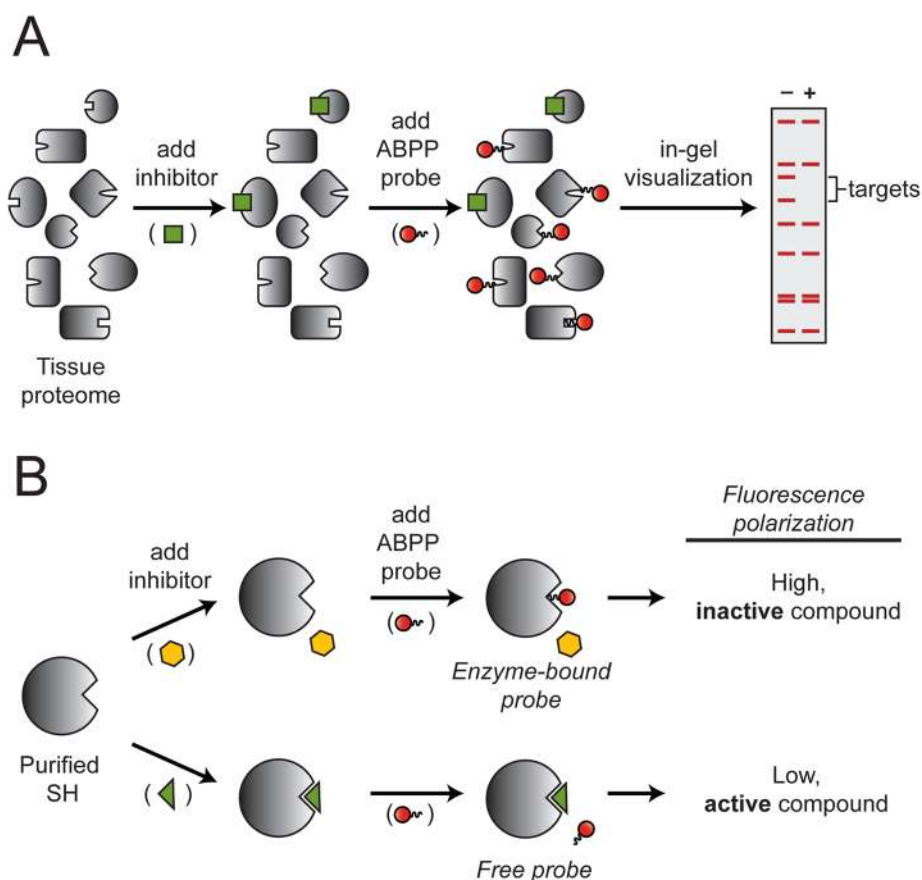 A
− +
add
inhibitor
( )
add
ABPP
probe
( )
in-gel
visualization
targets
Tissue
proteome
B
Fluorescence
polarization
add
inhibitor
( )
add
ABPP
probe
( )
High,
inactive compound
Enzyme-bound
probe
Purified
SH
( )
( )
Low,
active compound
Free probe